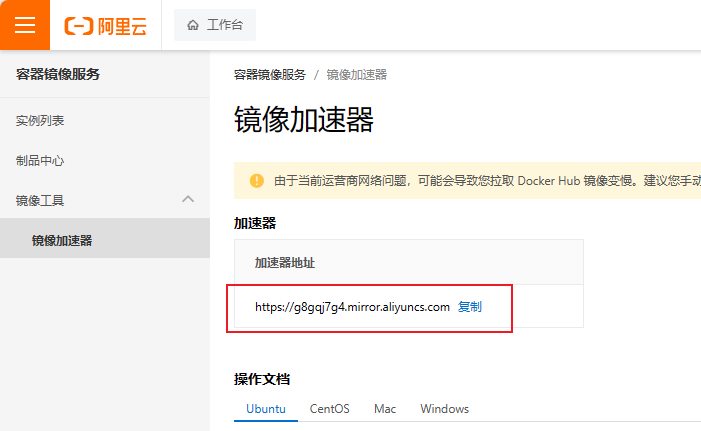 阿里云
工作台
容器镜像服务
实例列表
制品中心
镜像工具
镜像加速器
容器镜像服务 / 镜像加速器
镜像加速器
由于当前运营商网络问题，可能会导致您拉取 Docker Hub 镜像变慢。建议您手动
加速器
加速器地址
https://g8gqj7g4.mirror.aliyuncs.com 复制
操作文档
Ubuntu CentOS Mac Windows